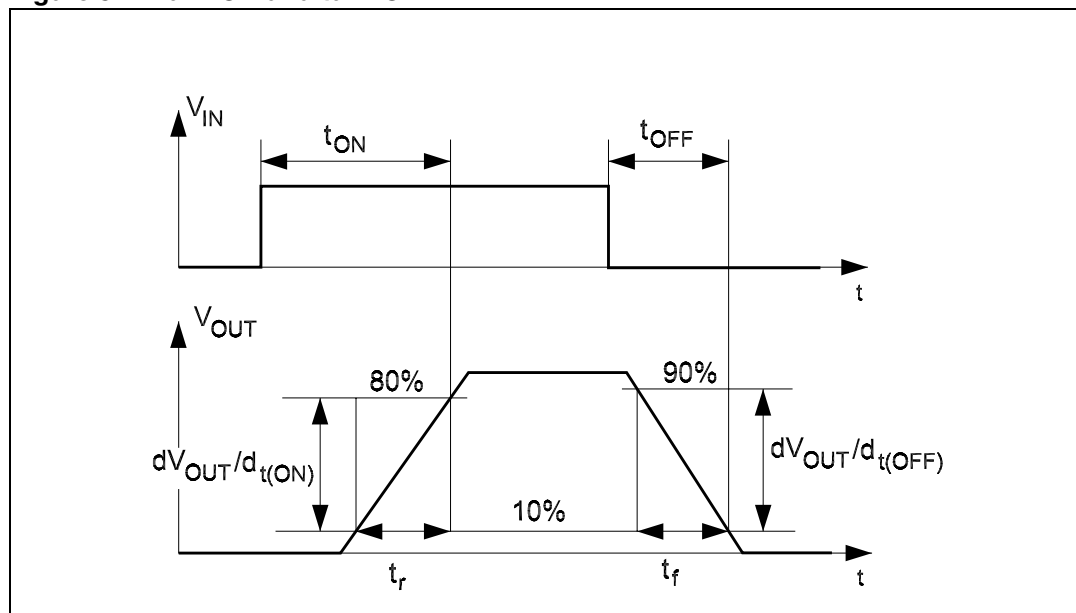 V_IN
t_ON
t_OFF
t
V_OUT
80%
90%
dV_OUT/d_t(ON)
dV_OUT/d_t(OFF)
10%
t_r
t_f
t